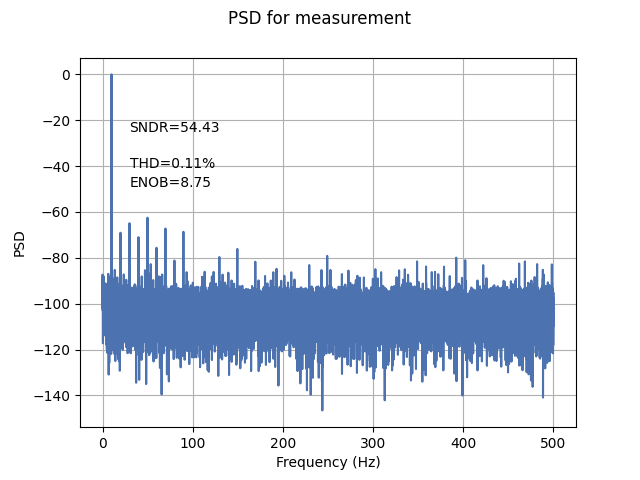 PSD for measurement
0
−20
−40
−60
−80
−100
−120
−140
PSD
SNDR=54.43
THD=0.11%
ENOB=8.75
0 100 200 300 400 500
Frequency (Hz)